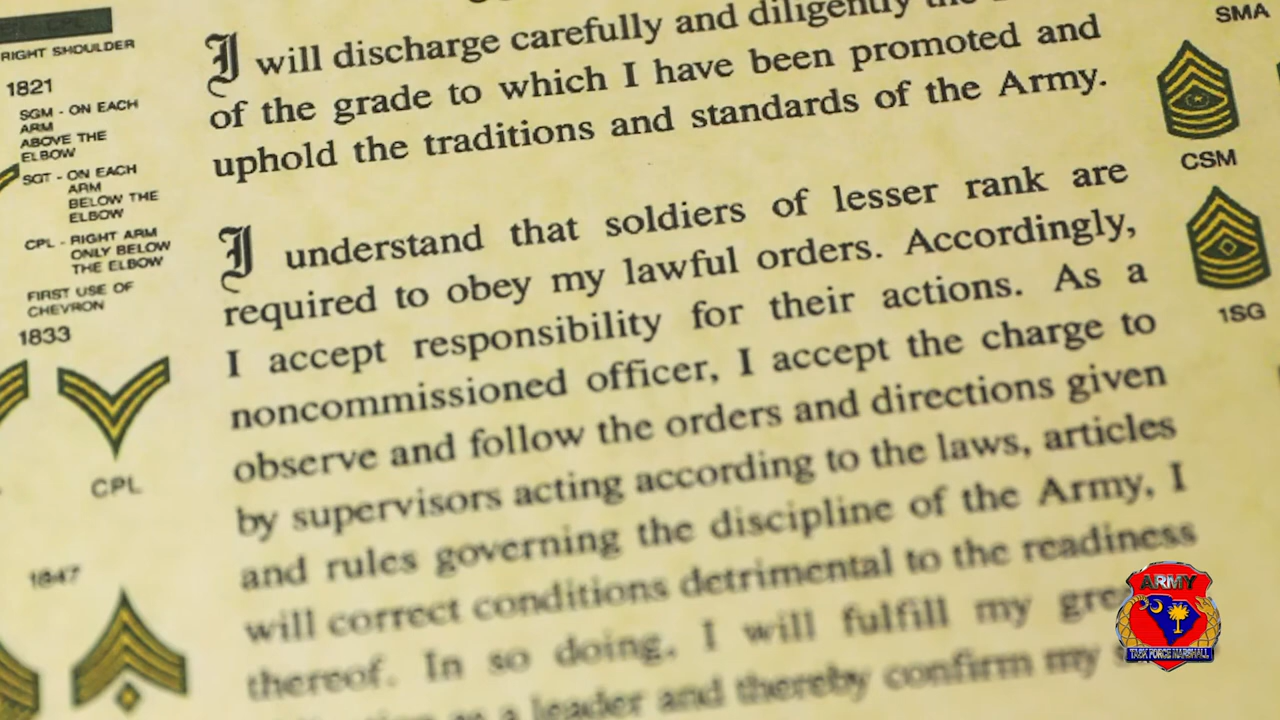 CPL
RIGHT SHOULDER
1821
SGM - ON EACH
ARM
ABOVE THE
ELBOW
SGT - ON EACH
ARM
BELOW THE
ELBOW
CPL - RIGHT ARM
ONLY BELOW
THE ELBOW
FIRST USE OF
CHEVRON
1833
CPL
1847
I will discharge carefully and diligently the
of the grade to which I have been promoted and
uphold the traditions and standards of the Army.
I understand that soldiers of lesser rank are
required to obey my lawful orders. Accordingly,
I accept responsibility for their actions. As a
noncommissioned officer, I accept the charge to
observe and follow the orders and directions given
by supervisors acting according to the laws, articles
and rules governing the discipline of the Army, I
will correct conditions detrimental to the readiness
thereof. In so doing, I will fulfill my
as a leader and thereby confirm my
SMA
CSM
1SG
ARMY
TASK FORCE MARSHALL